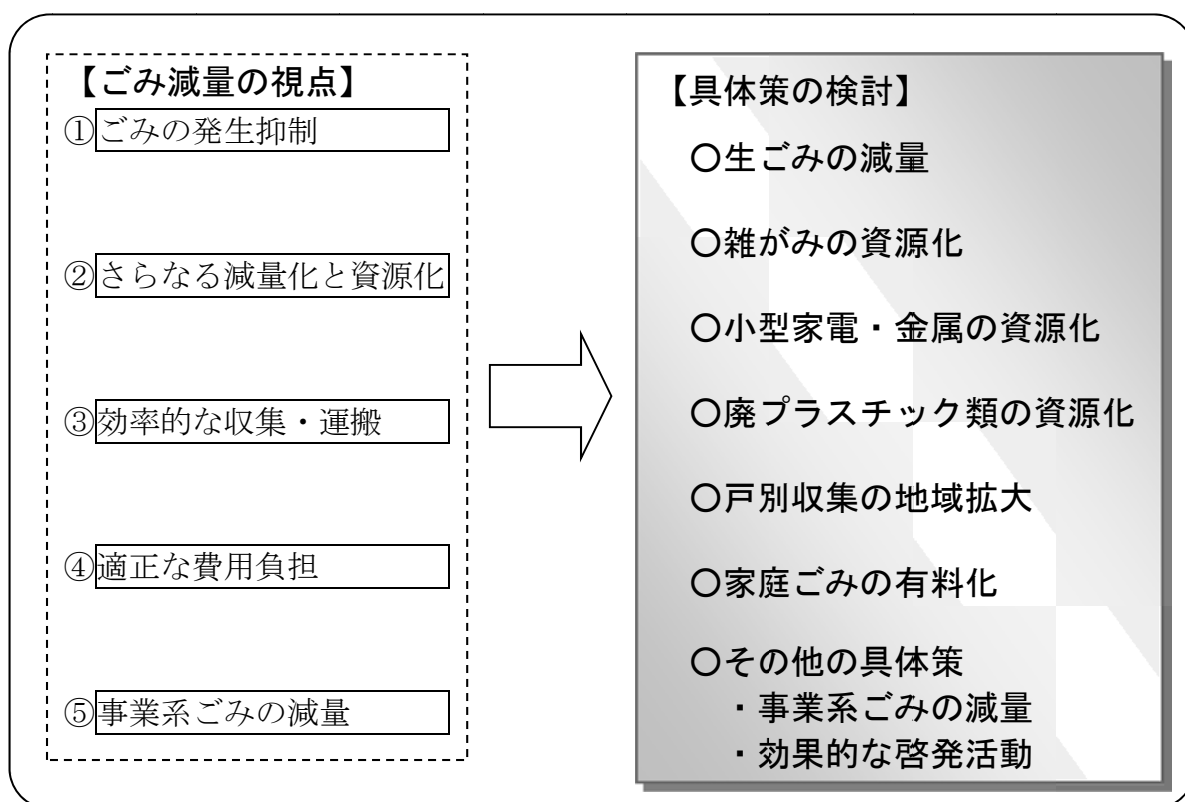 【ごみ減量の視点】
①ごみの発生抑制
②さらなる減量化と資源化
③効率的な収集・運搬
④適正な費用負担
⑤事業系ごみの減量
【具体策の検討】
〇生ごみの減量
〇雑がみの資源化
〇小型家電・金属の資源化
〇廃プラスチック類の資源化
〇戸別収集の地域拡大
〇家庭ごみの有料化
〇その他の具体策
・事業系ごみの減量
・効果的な啓発活動